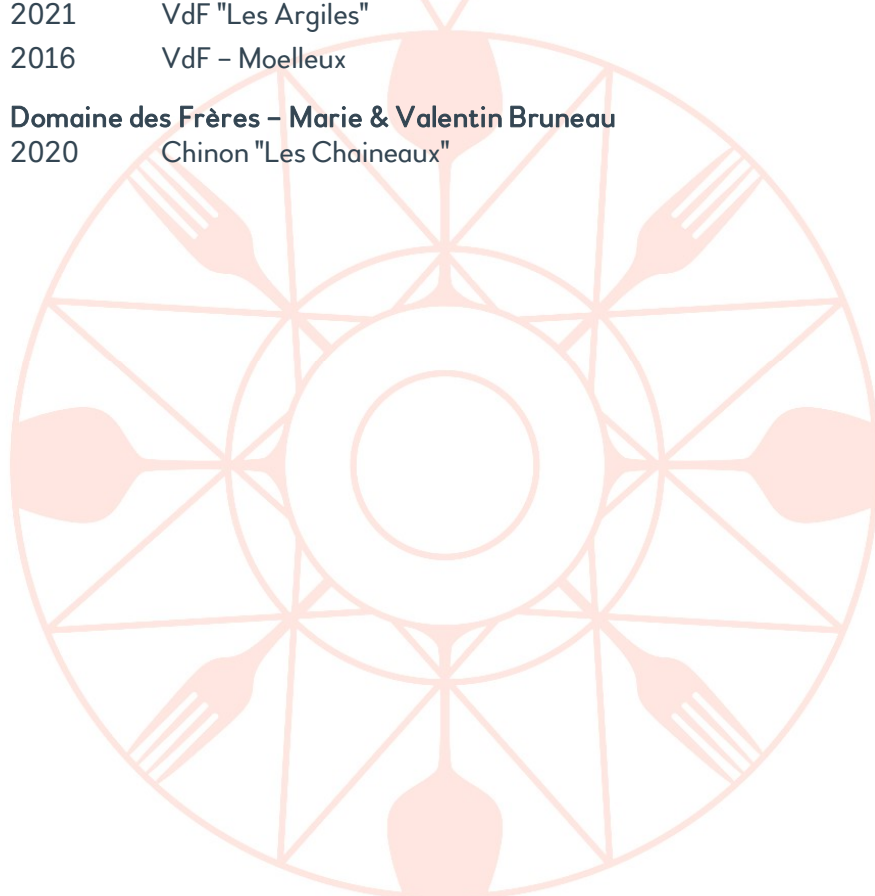 2021 VdF "Les Argiles"
2016 VdF – Moelleux
Domaine des Frères – Marie & Valentin Bruneau
2020 Chinon "Les Chaineaux"